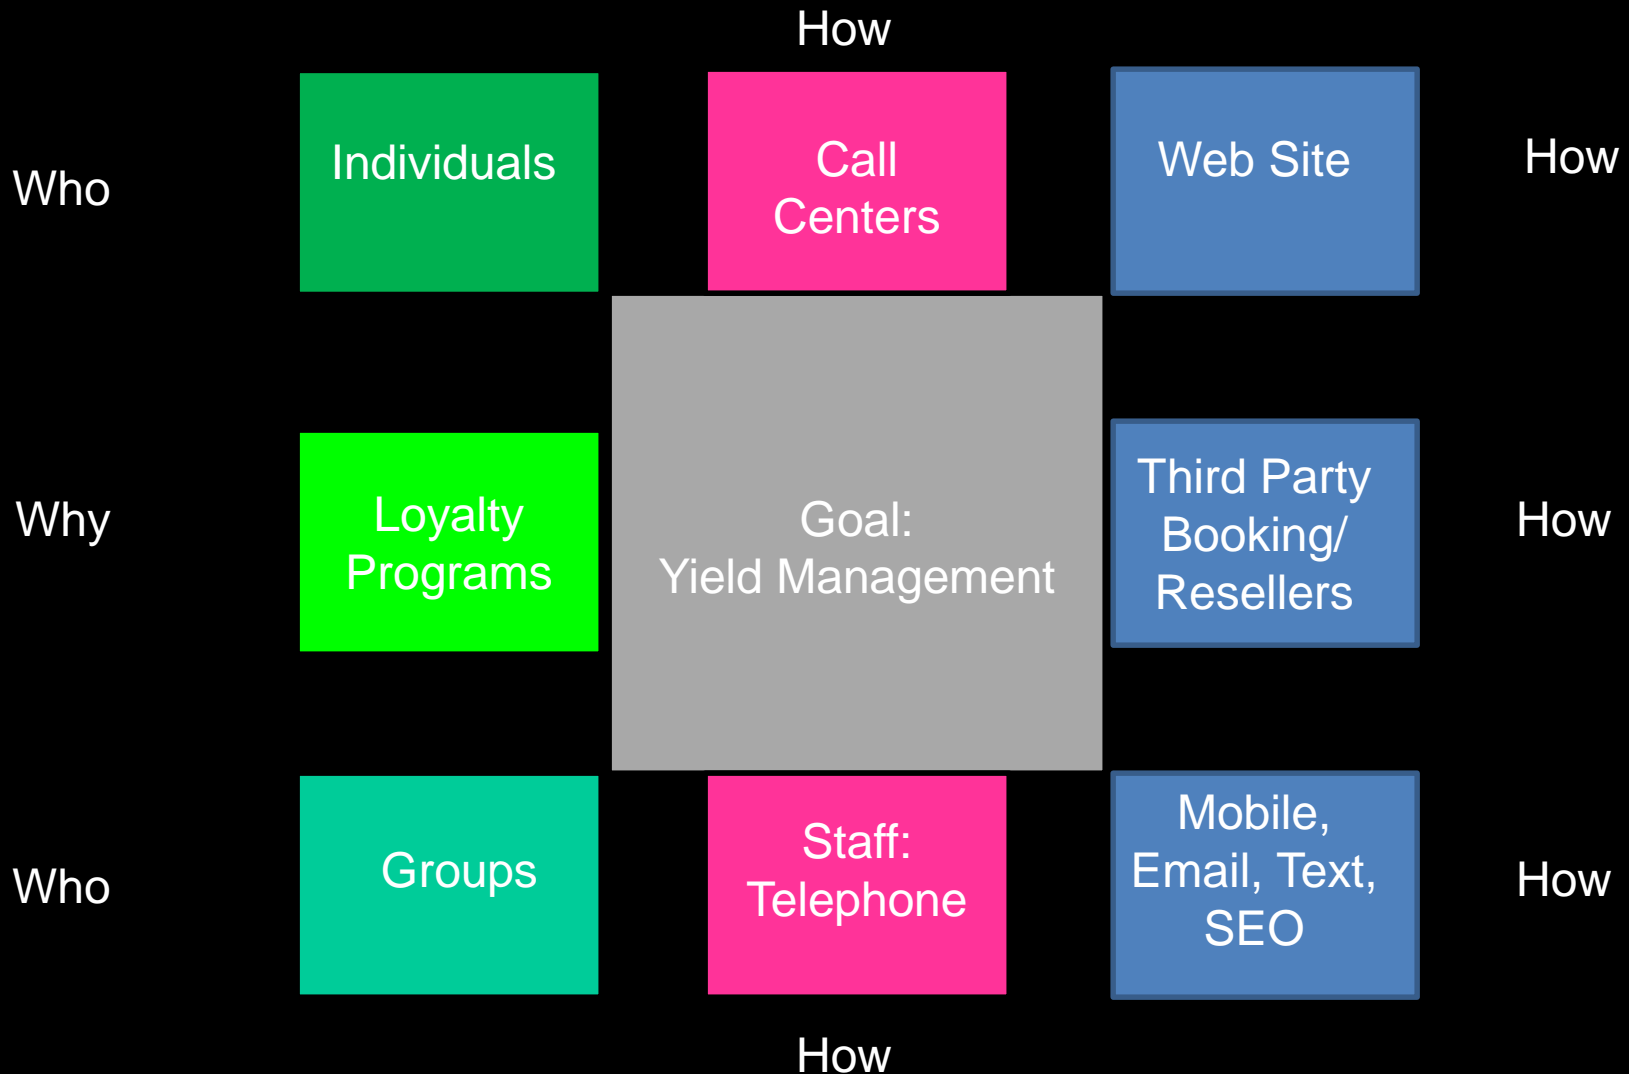 How
Who
Individuals
Call
Centers
Web Site
How
Why
Loyalty
Programs
Goal:
Yield Management
Third Party
Booking/
Resellers
How
Who
Groups
Staff:
Telephone
Mobile,
Email, Text,
SEO
How
How